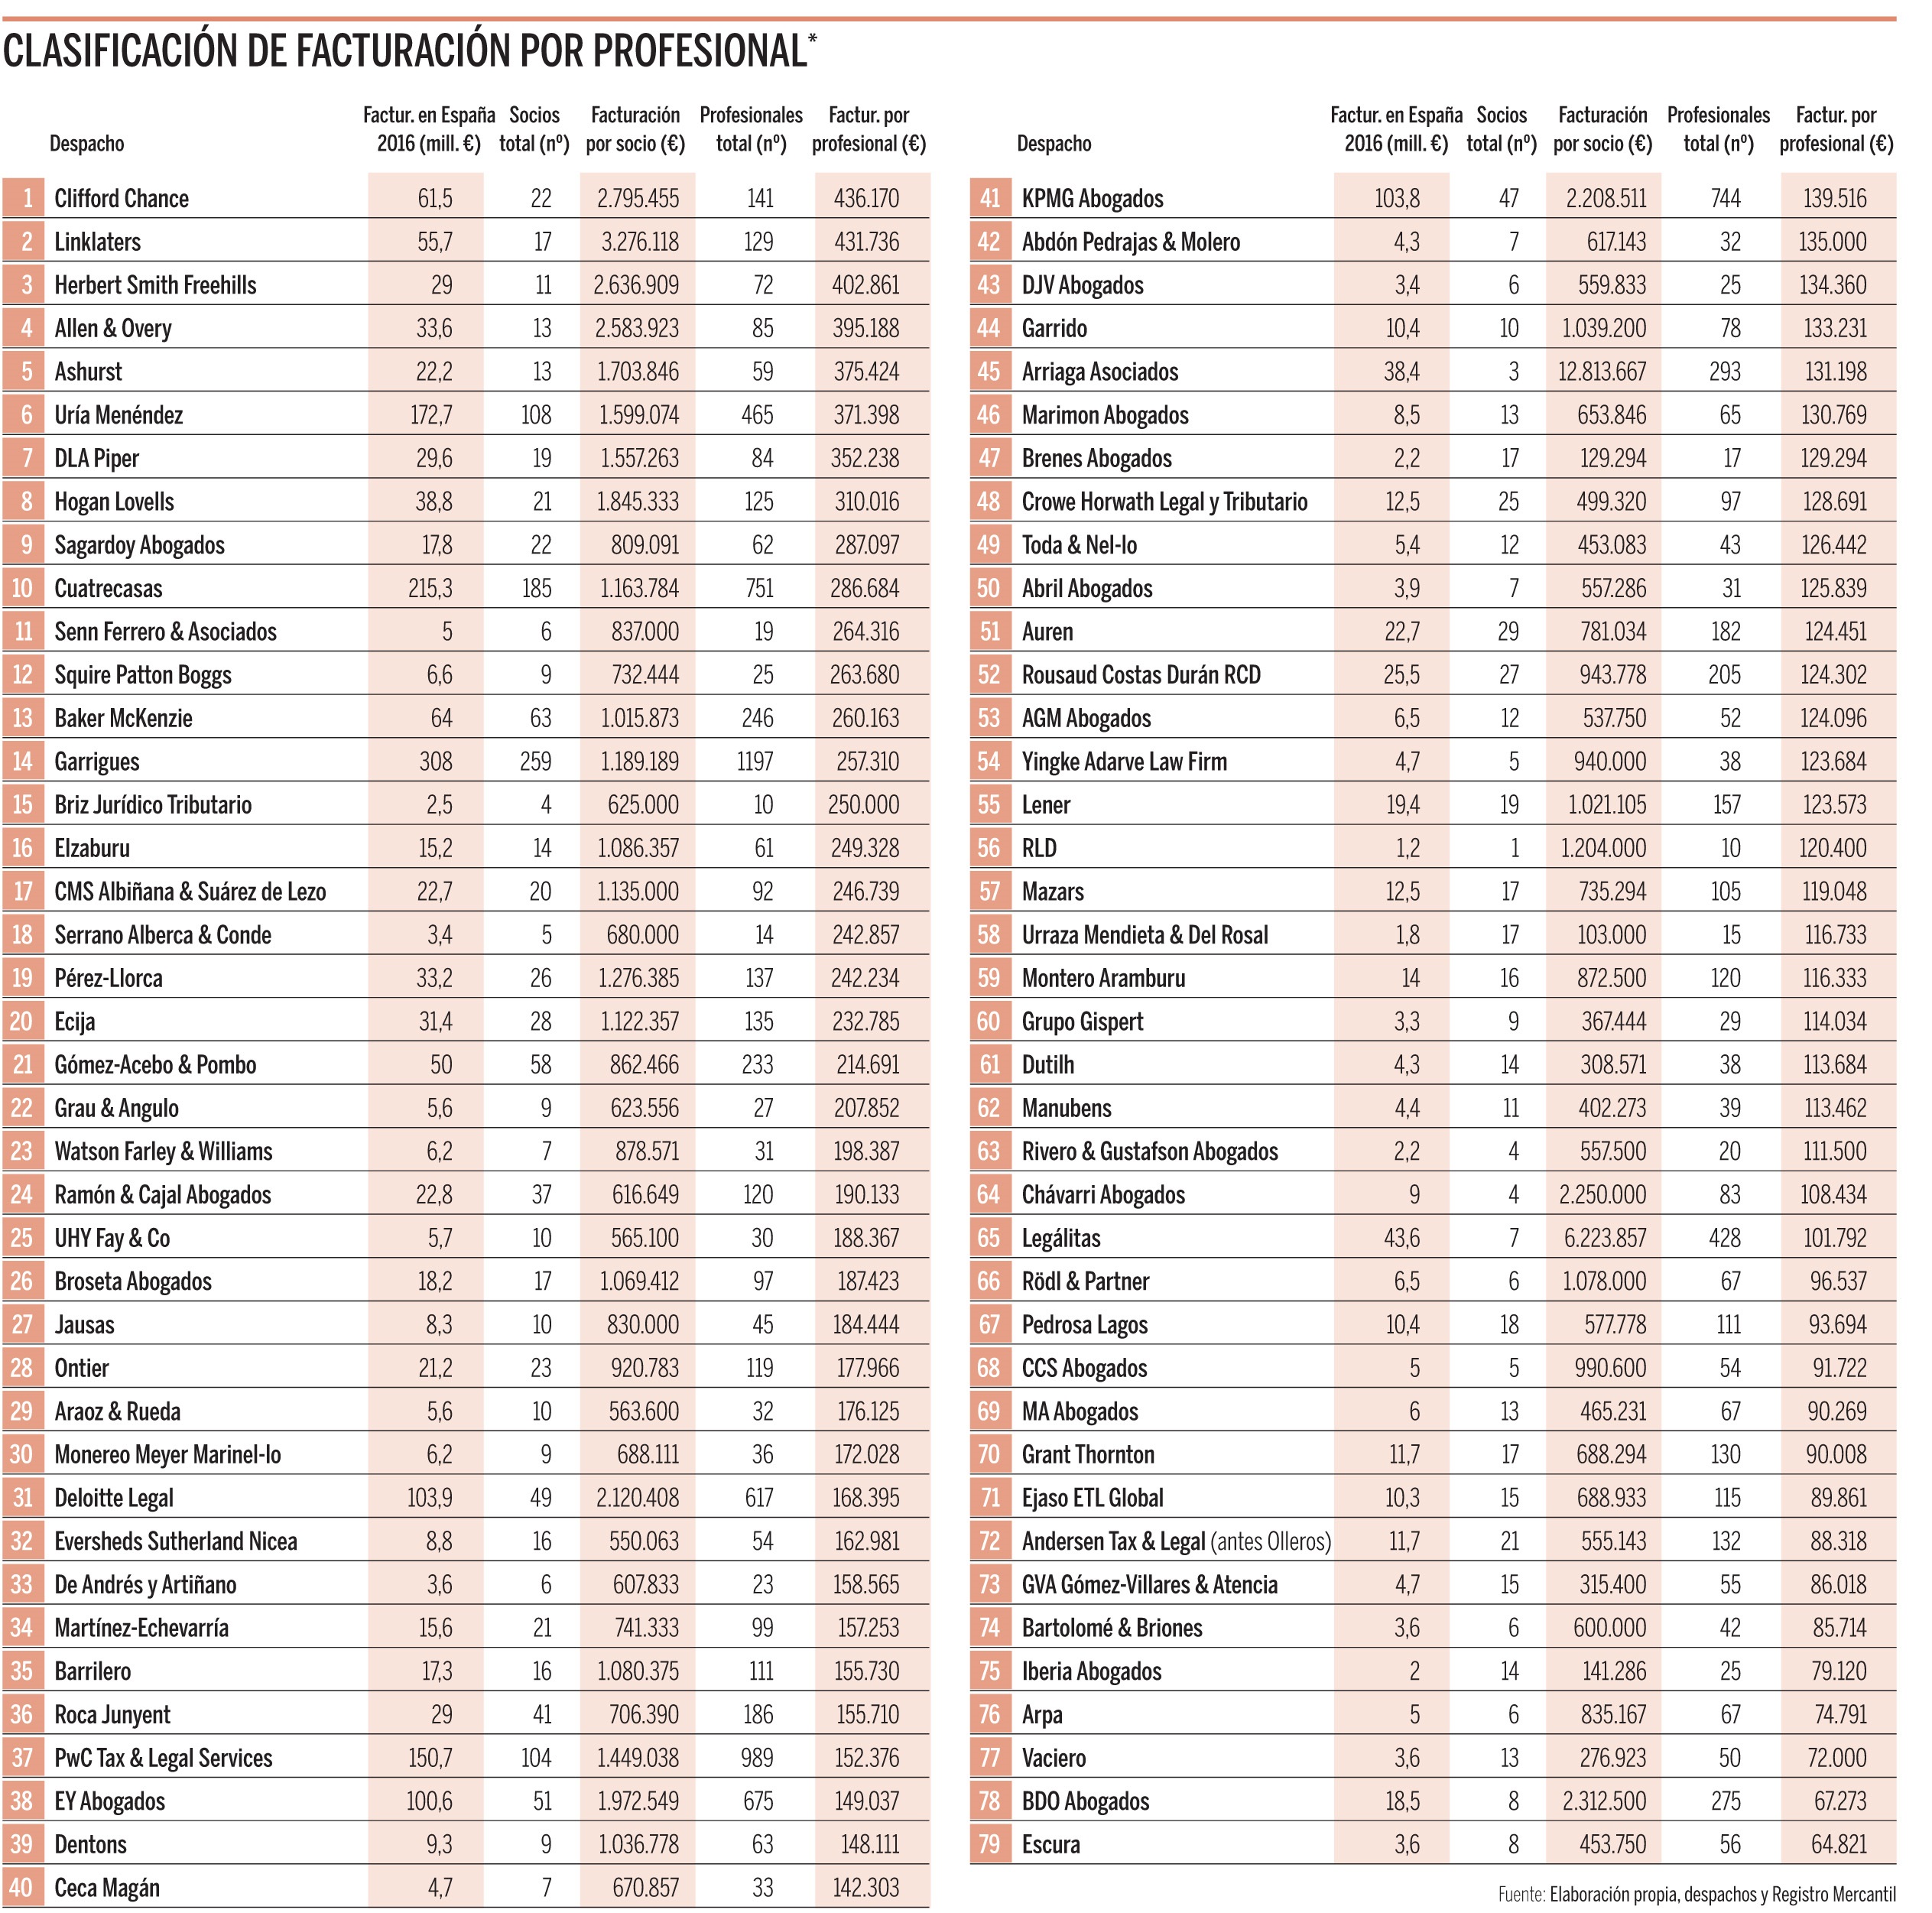 CLASIFICACIÓN DE FACTURACIÓN POR PROFESIONAL*
Despacho Factur. en España 2016 (mill. €) Socios total (nº) Facturación por socio (€) Profesionales total (nº) Factur. por profesional (€)
1 Clifford Chance 61,5 22 2.795.455 141 436.170
2 Linklaters 55,7 17 3.276.118 129 431.736
3 Herbert Smith Freehills 29 11 2.636.909 72 402.861
4 Allen & Overy 33,6 13 2.583.923 85 395.188
5 Ashurst 22,2 13 1.703.846 59 375.424
6 Uría Menéndez 172,7 108 1.599.074 465 371.398
7 DLA Piper 29,6 19 1.557.263 84 352.238
8 Hogan Lovells 38,8 21 1.845.333 125 310.016
9 Sagardoy Abogados 17,8 22 809.091 62 287.097
10 Cuatrecasas 215,3 185 1.163.784 751 286.684
11 Senn Ferrero & Asociados 5 6 837.000 19 264.316
12 Squire Patton Boggs 6,6 9 732.444 25 263.680
13 Baker McKenzie 64 63 1.015.873 246 260.163
14 Garrigues 308 259 1.189.189 1197 257.310
15 Briz Jurídico Tributario 2,5 4 625.000 10 250.000
16 Elzaburu 15,2 14 1.086.357 61 249.328
17 CMS Albiñana & Suárez de Lezo 22,7 20 1.135.000 92 246.739
18 Serrano Alberca & Conde 3,4 5 680.000 14 242.857
19 Pérez-Llorca 33,2 26 1.276.385 137 242.234
20 Ecija 31,4 28 1.122.357 135 232.785
21 Gómez-Acebo & Pombo 50 58 862.466 233 214.691
22 Grau & Angulo 5,6 9 623.556 27 207.852
23 Watson Farley & Williams 6,2 7 878.571 31 198.387
24 Ramón & Cajal Abogados 22,8 37 616.649 120 190.133
25 UHY Fay & Co 5,7 10 565.100 30 188.367
26 Broseta Abogados 18,2 17 1.069.412 97 187.423
27 Jausas 8,3 10 830.000 45 184.444
28 Ontier 21,2 23 920.783 119 177.966
29 Araoz & Rueda 5,6 10 563.600 32 176.125
30 Monereo Meyer Marinel-lo 6,2 9 688.111 36 172.028
31 Deloitte Legal 103,9 49 2.120.408 617 168.395
32 Eversheds Sutherland Nicea 8,8 16 550.063 54 162.981
33 De Andrés y Artiñano 3,6 6 607.833 23 158.565
34 Martínez-Echevarría 15,6 21 741.333 99 157.253
35 Barrilero 17,3 16 1.080.375 111 155.730
36 Roca Junyent 29 41 706.390 186 155.710
37 PwC Tax & Legal Services 150,7 104 1.449.038 989 152.376
38 EY Abogados 100,6 51 1.972.549 675 149.037
39 Dentons 9,3 9 1.036.778 63 148.111
40 Ceca Magán 4,7 7 670.857 33 142.303
Despacho Factur. en España 2016 (mill. €) Socios total (nº) Facturación por socio (€) Profesionales total (nº) Factur. por profesional (€)
41 KPMG Abogados 103,8 47 2.208.511 744 139.516
42 Abdón Pedrajas & Molero 4,3 7 617.143 32 135.000
43 DJV Abogados 3,4 6 559.833 25 134.360
44 Garrido 10,4 10 1.039.200 78 133.231
45 Arriaga Asociados 38,4 3 12.813.667 293 131.198
46 Marimon Abogados 8,5 13 653.846 65 130.769
47 Brenes Abogados 2,2 17 129.294 17 129.294
48 Crowe Horwath Legal y Tributario 12,5 25 499.320 97 128.691
49 Toda & Nel-lo 5,4 12 453.083 43 126.442
50 Abril Abogados 3,9 7 557.286 31 125.839
51 Auren 22,7 29 781.034 182 124.451
52 Rousaud Costas Durán RCD 25,5 27 943.778 205 124.302
53 AGM Abogados 6,5 12 537.750 52 124.096
54 Yingke Adarve Law Firm 4,7 5 940.000 38 123.684
55 Lener 19,4 19 1.021.105 157 123.573
56 RLD 1,2 1 1.204.000 10 120.400
57 Mazars 12,5 17 735.294 105 119.048
58 Urraza Mendieta & Del Rosal 1,8 17 103.000 15 116.733
59 Montero Aramburu 14 16 872.500 120 116.333
60 Grupo Gispert 3,3 9 367.444 29 114.034
61 Dutilh 4,3 14 308.571 38 113.684
62 Manubens 4,4 11 402.273 39 113.462
63 Rivero & Gustafson Abogados 2,2 4 557.500 20 111.500
64 Chávarri Abogados 9 4 2.250.000 83 108.434
65 Legálitas 43,6 7 6.223.857 428 101.792
66 Rödl & Partner 6,5 6 1.078.000 67 96.537
67 Pedrosa Lagos 10,4 18 577.778 111 93.694
68 CCS Abogados 5 5 990.600 54 91.722
69 MA Abogados 6 13 465.231 67 90.269
70 Grant Thornton 11,7 17 688.294 130 90.008
71 Ejaso ETL Global 10,3 15 688.933 115 89.861
72 Andersen Tax & Legal (antes Olleros) 11,7 21 555.143 132 88.318
73 GVA Gómez-Villares & Atencia 4,7 15 315.400 55 86.018
74 Bartolomé & Briones 3,6 6 600.000 42 85.714
75 Iberia Abogados 2 14 141.286 25 79.120
76 Arpa 5 6 835.167 67 74.791
77 Vaciero 3,6 13 276.923 50 72.000
78 BDO Abogados 18,5 8 2.312.500 275 67.273
79 Escura 3,6 8 453.750 56 64.821
Fuente: Elaboración propia, despachos y Registro Mercantil